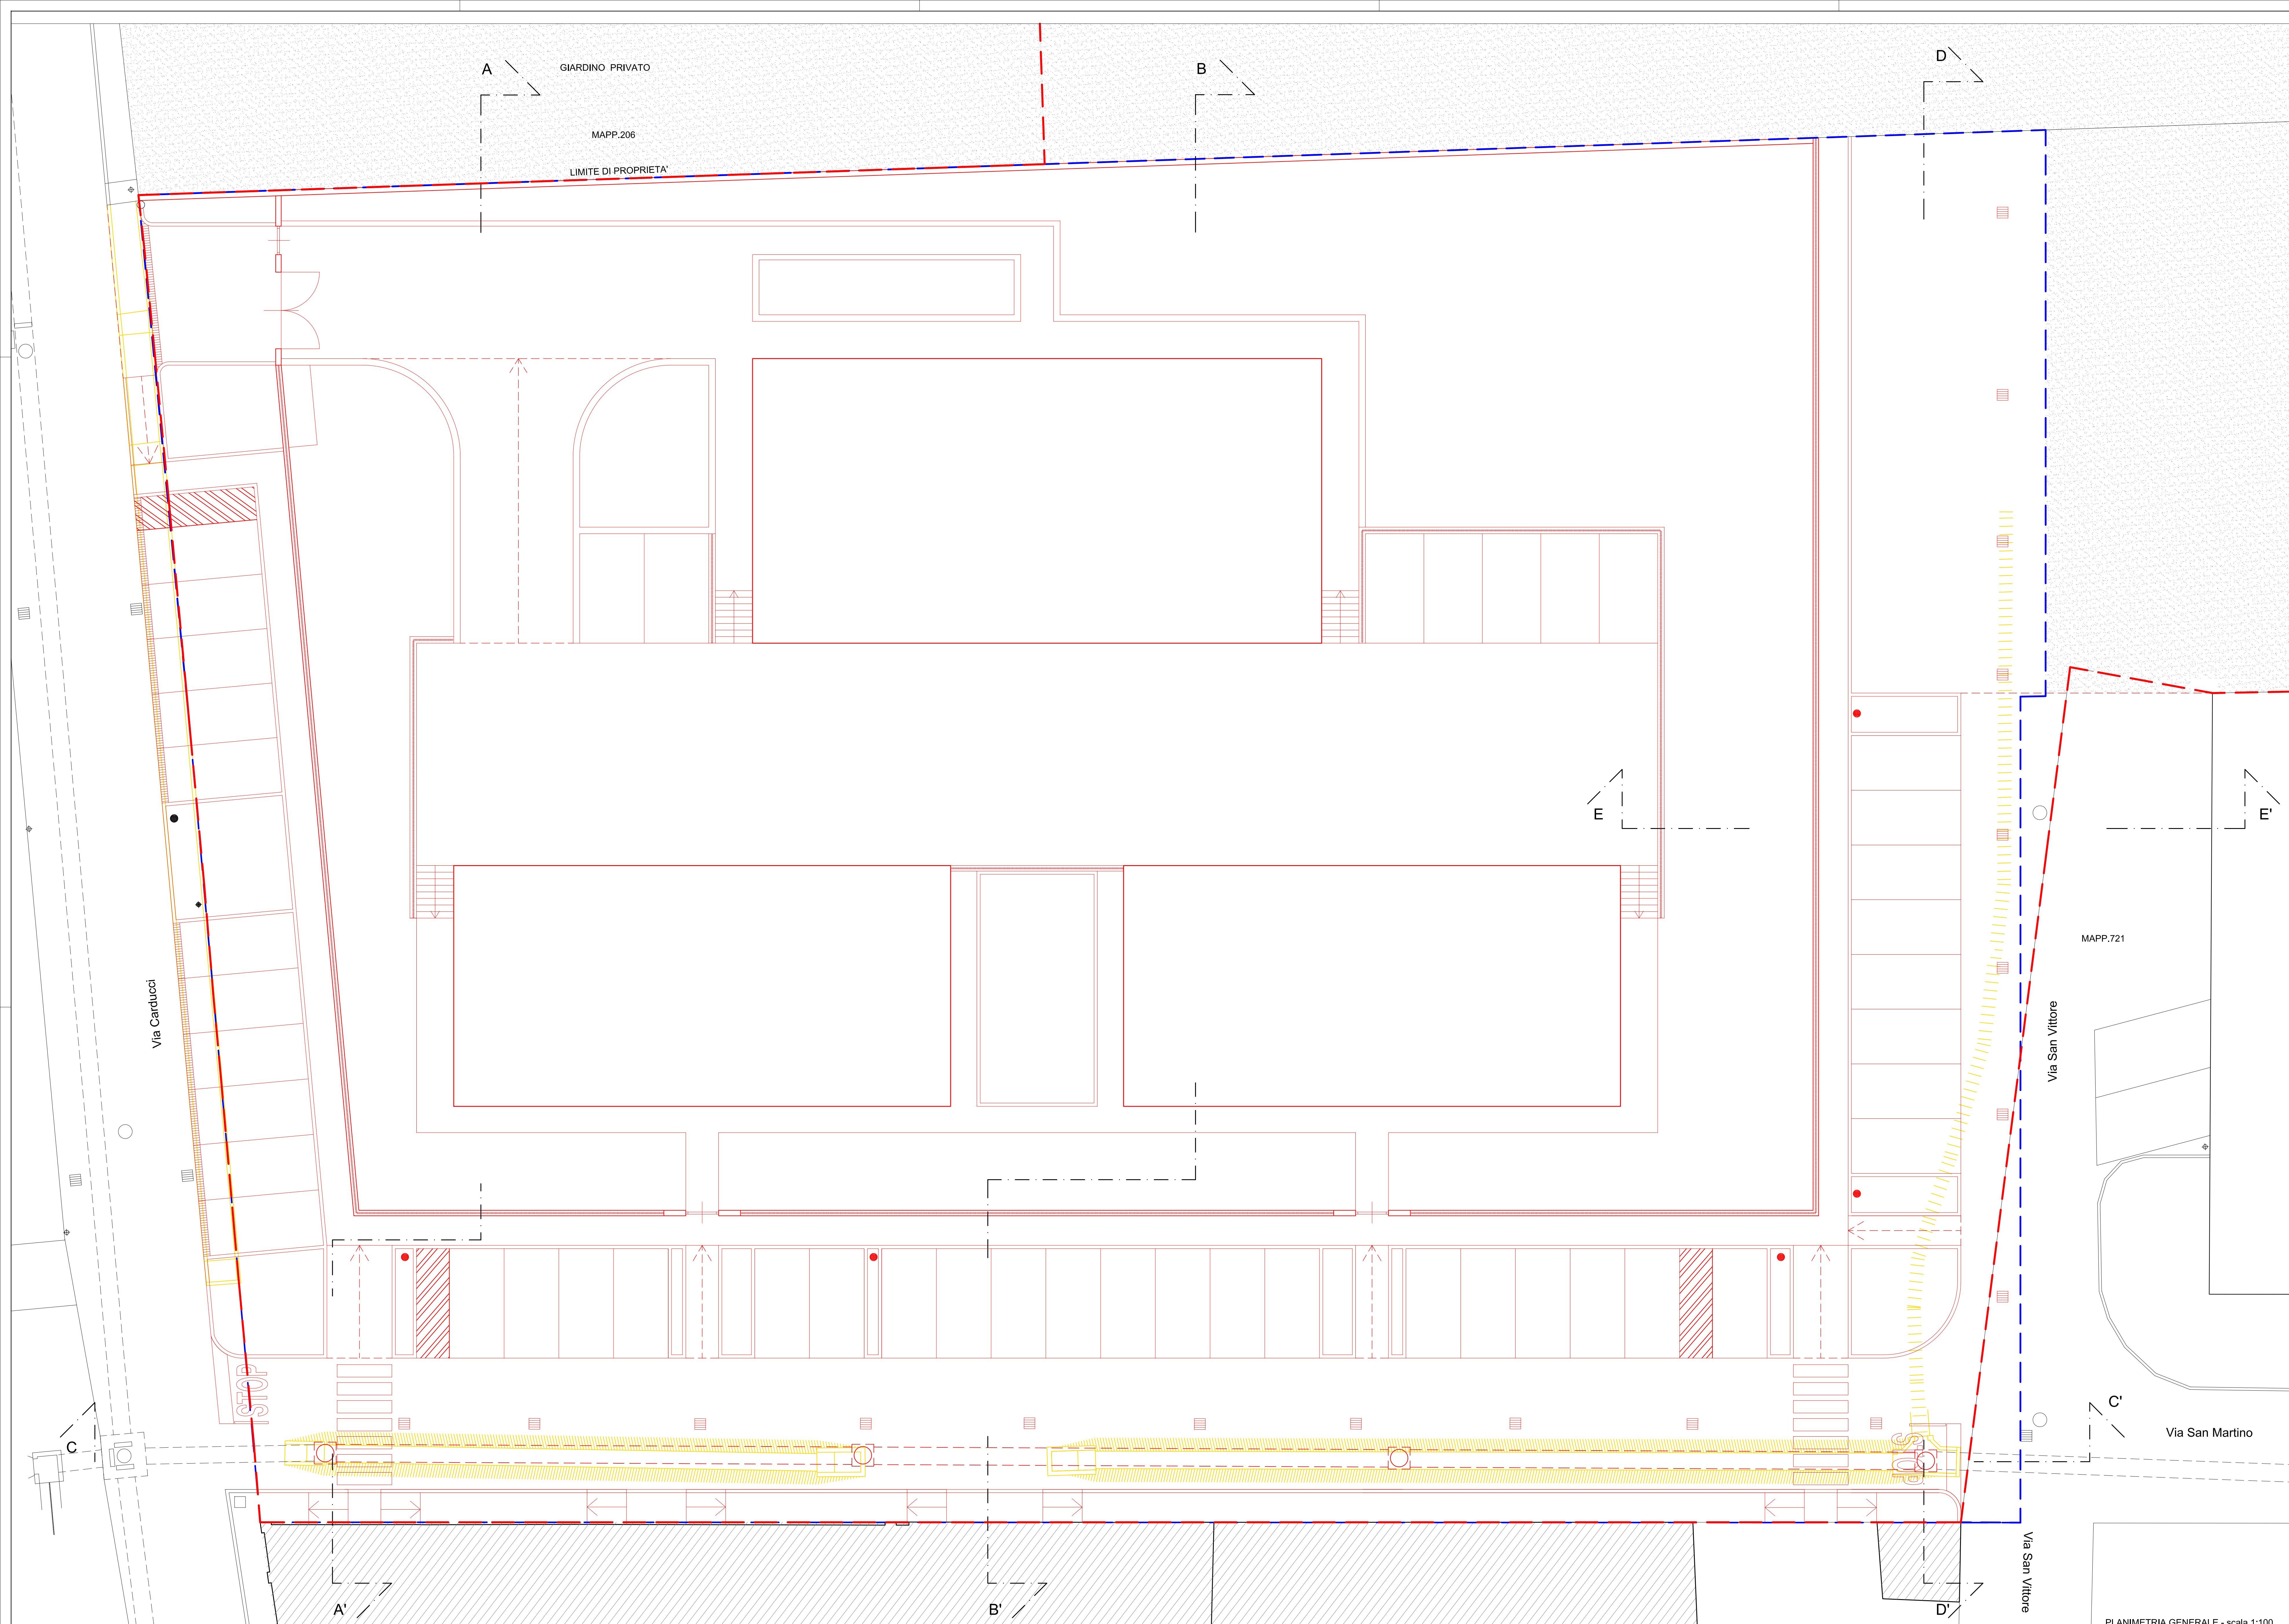 A
GIARDINO PRIVATO
B
D
MAPP.206
LIMITE DI PROPRIETA'
E
E'
MAPP.721
Via Carducci
Via San Vittore
STOP
C
C'
Via San Martino
STOP
Via San Vittore
A'
B'
D'
PLANIMETRIA GENERALE - scala 1:100